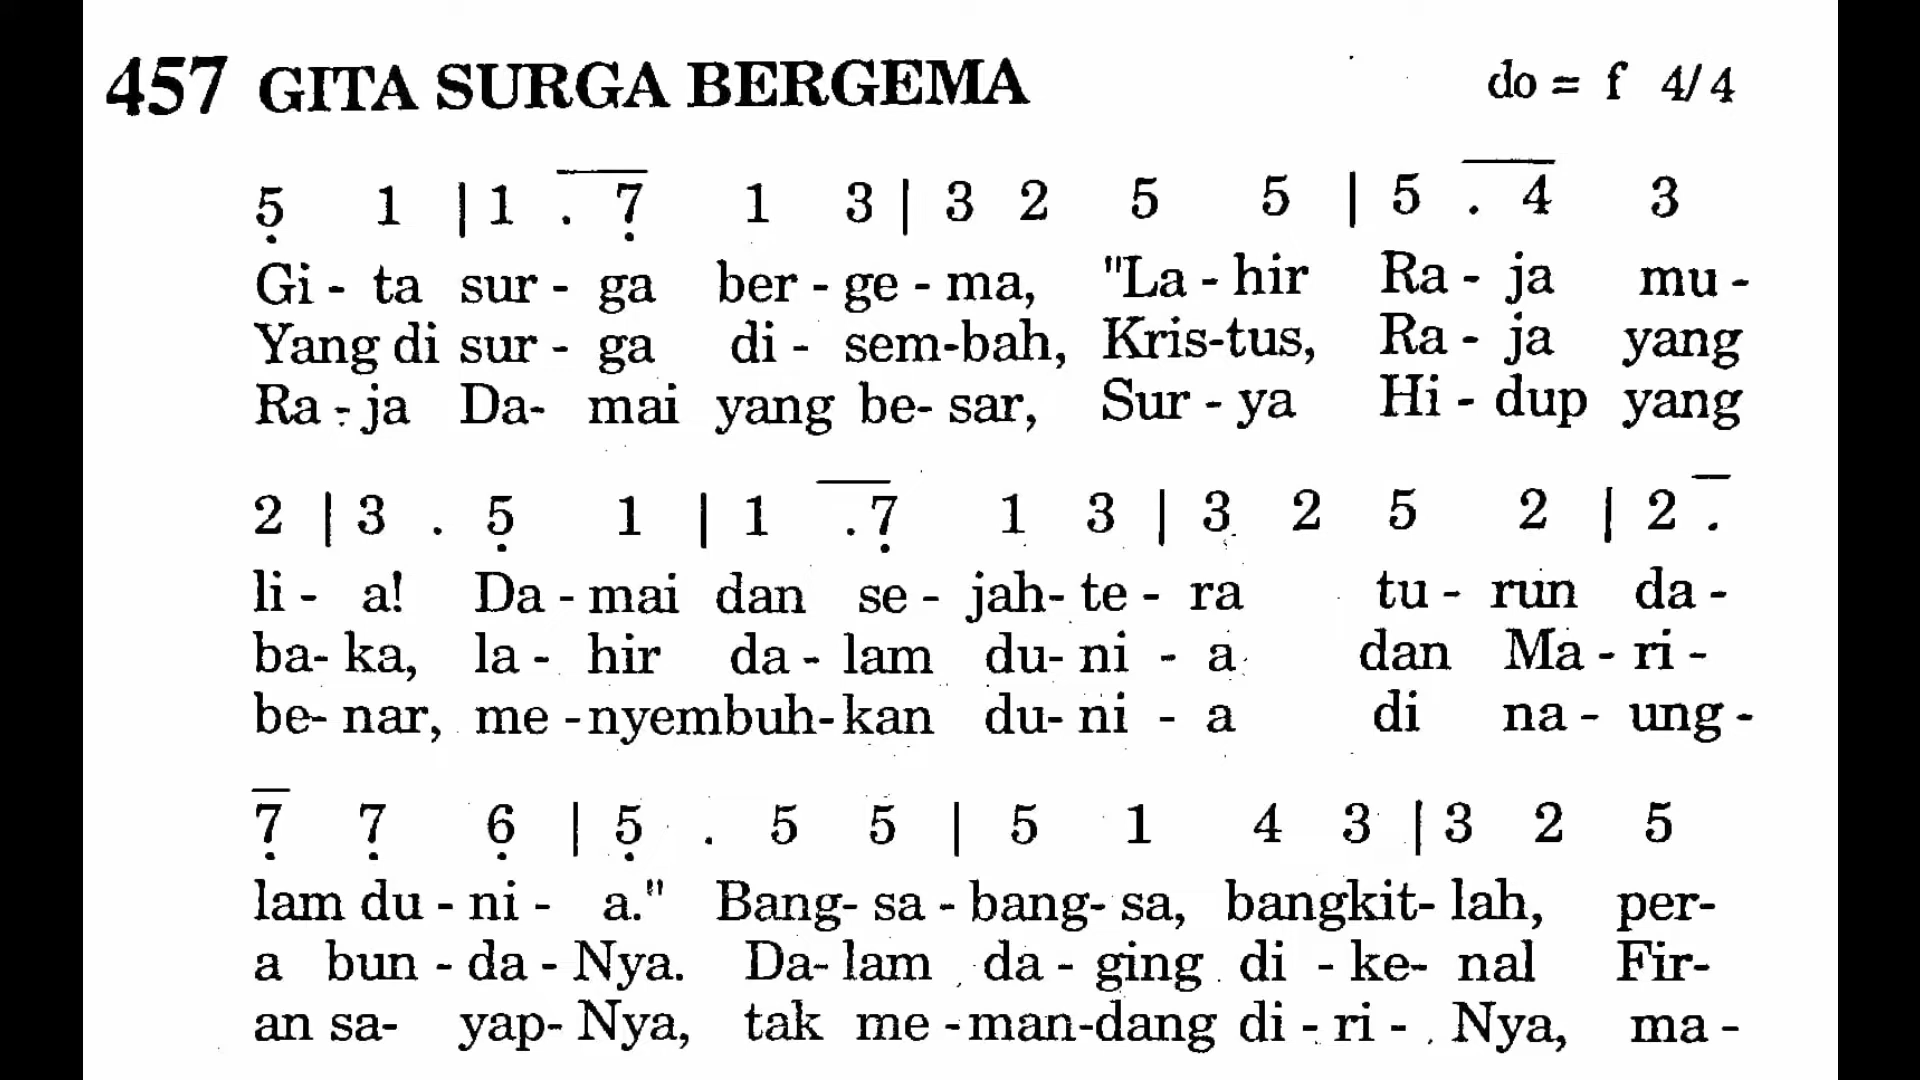 457 GITA SURGA BERGEMA do = f 4/4
5̣ 1 | 1 . 7̣ 1 3 | 3 2 5 5 | 5 . 4 3
Gi - ta sur - ga ber - ge - ma, "La - hir Ra - ja mu -
Yang di sur - ga di - sem-bah, Kris-tus, Ra - ja yang
Ra - ja Da- mai yang be- sar, Sur - ya Hi - dup yang
2 | 3 . 5̣ 1 | 1 . 7̣ 1 3 | 3 2 5 2 | 2 .
li - a! Da - mai dan se - jah- te - ra tu - run da -
ba- ka, la - hir da - lam du- ni - a dan Ma - ri -
be- nar, me -nyembuh-kan du- ni - a di na - ung -
7̣ 7̣ 6̣ | 5̣ . 5 5 | 5 1 4 3 | 3 2 5
lam du - ni - a." Bang- sa - bang- sa, bangkit- lah, per-
a bun - da - Nya. Da- lam da - ging di - ke- nal Fir-
an sa- yap- Nya, tak me -man-dang di - ri - Nya, ma -